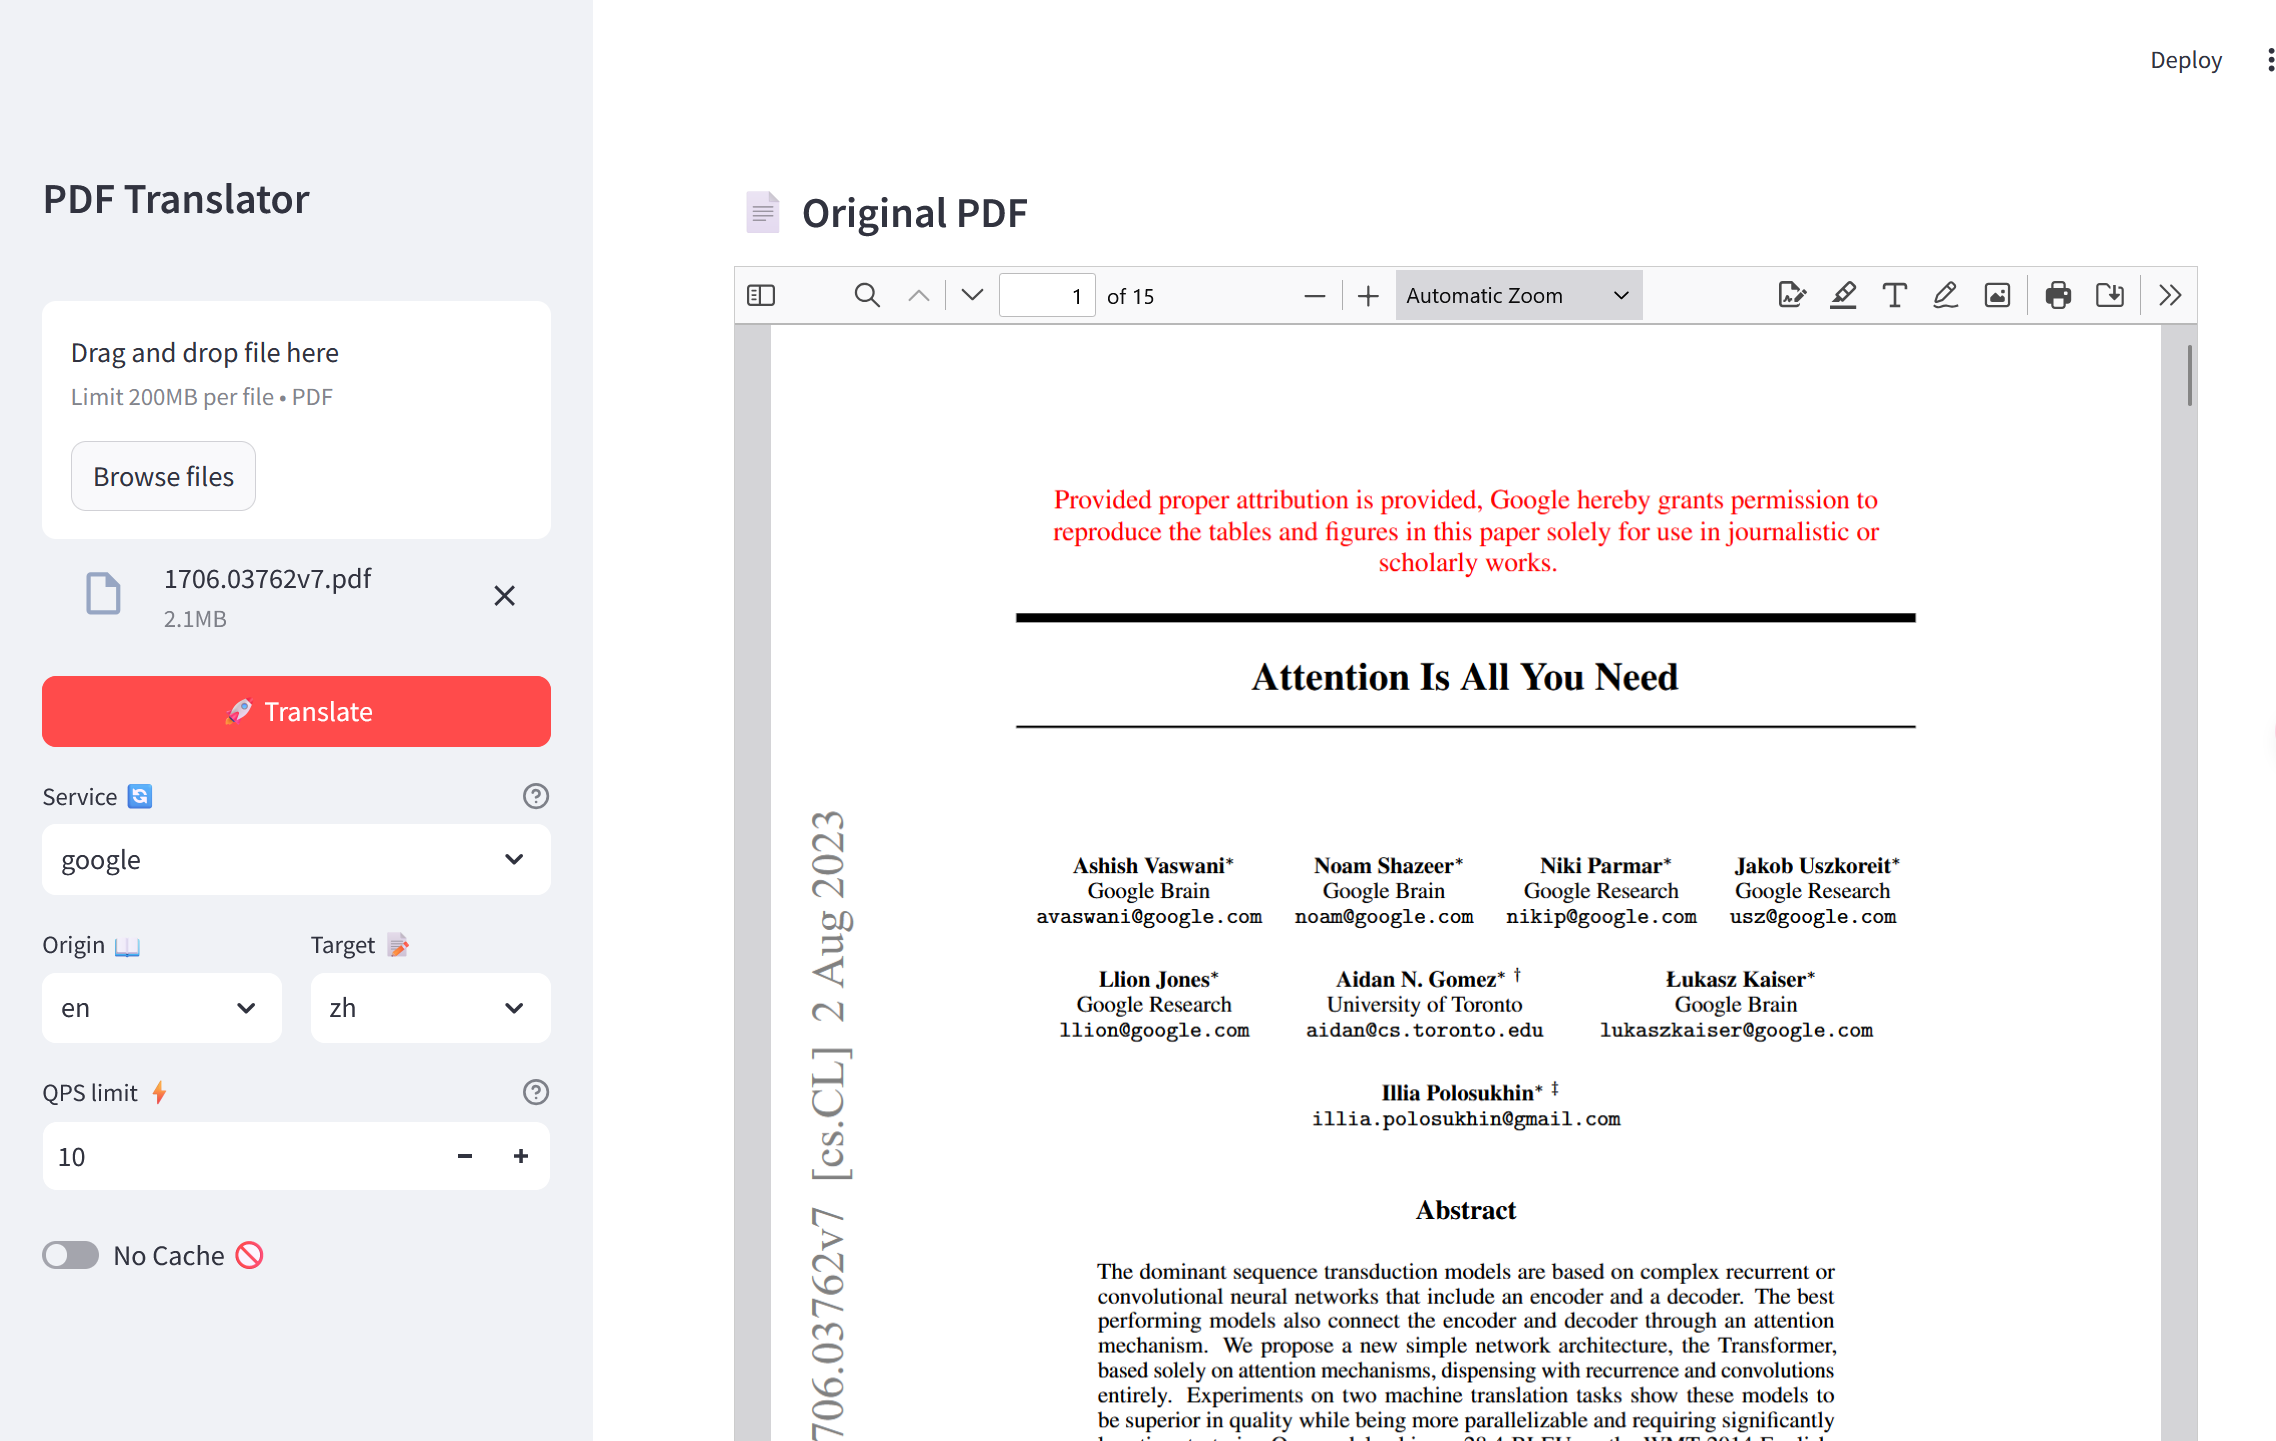 Deploy
PDF Translator
Drag and drop file here
Limit 200MB per file • PDF
Browse files
1706.03762v7.pdf
2.1MB
Translate
Service
google
Origin
Target
en
zh
QPS limit
10
No Cache
Original PDF
1 of 15
Automatic Zoom
Provided proper attribution is provided, Google hereby grants permission to
reproduce the tables and figures in this paper solely for use in journalistic or
scholarly works.
Attention Is All You Need
Ashish Vaswani* Noam Shazeer* Niki Parmar* Jakob Uszkoreit*
Google Brain Google Brain Google Research Google Research
avaswani@google.com noam@google.com nikip@google.com usz@google.com
Llion Jones* Aidan N. Gomez* † Łukasz Kaiser*
Google Research University of Toronto Google Brain
llion@google.com aidan@cs.toronto.edu lukaszkaiser@google.com
Illia Polosukhin* ‡
illia.polosukhin@gmail.com
706.03762v7 [cs.CL] 2 Aug 2023
Abstract
The dominant sequence transduction models are based on complex recurrent or
convolutional neural networks that include an encoder and a decoder. The best
performing models also connect the encoder and decoder through an attention
mechanism. We propose a new simple network architecture, the Transformer,
based solely on attention mechanisms, dispensing with recurrence and convolutions
entirely. Experiments on two machine translation tasks show these models to
be superior in quality while being more parallelizable and requiring significantly